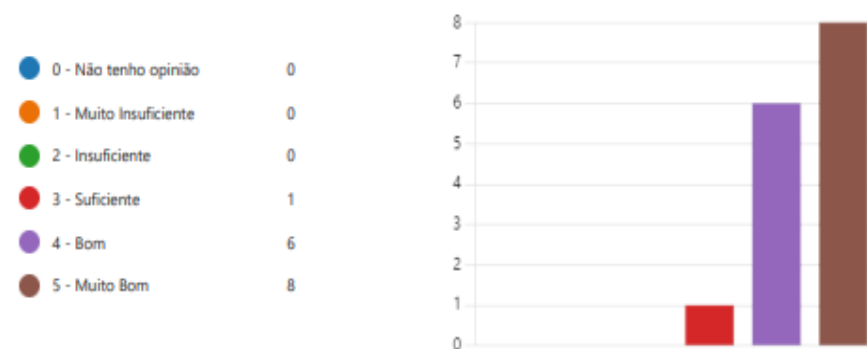 0 - Não tenho opinião 0
1 - Muito Insuficiente 0
2 - Insuficiente 0
3 - Suficiente 1
4 - Bom 6
5 - Muito Bom 8
8
7
6
5
4
3
2
1
0